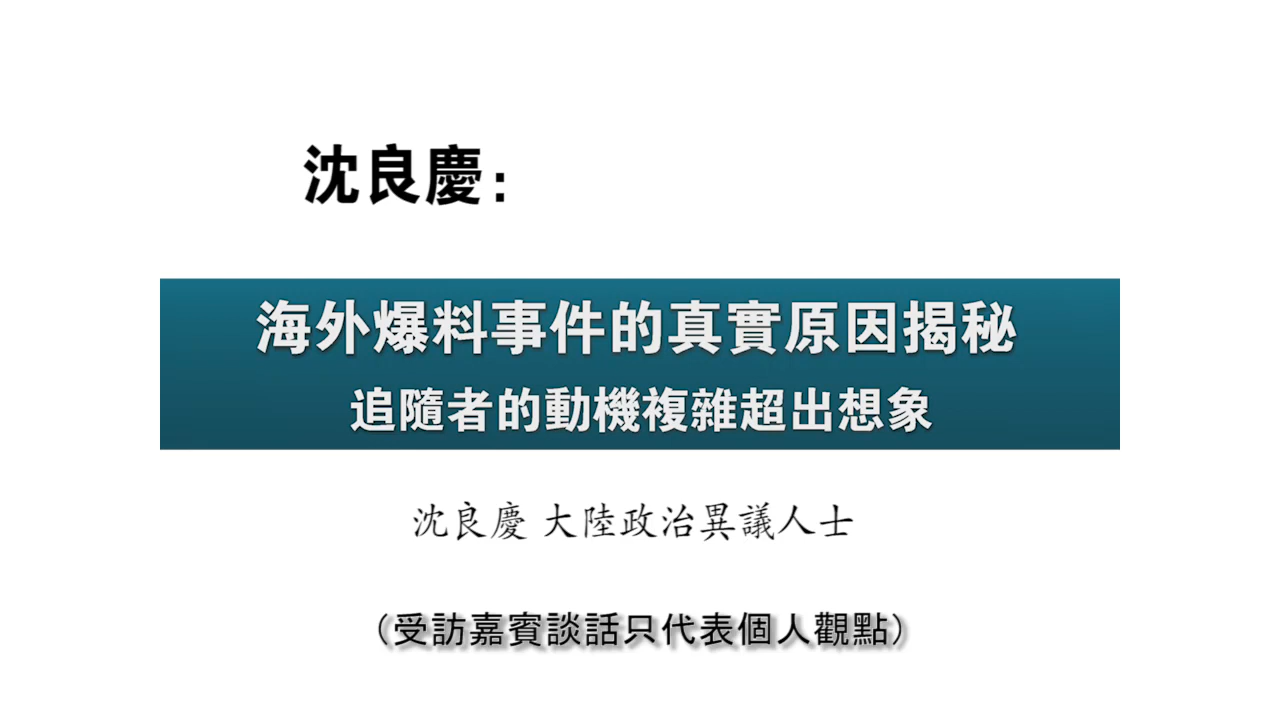 沈良慶：
海外爆料事件的真實原因揭秘
追隨者的動機複雜超出想象
沈良慶 大陸政治異議人士
（受訪嘉賓談話只代表個人觀點）